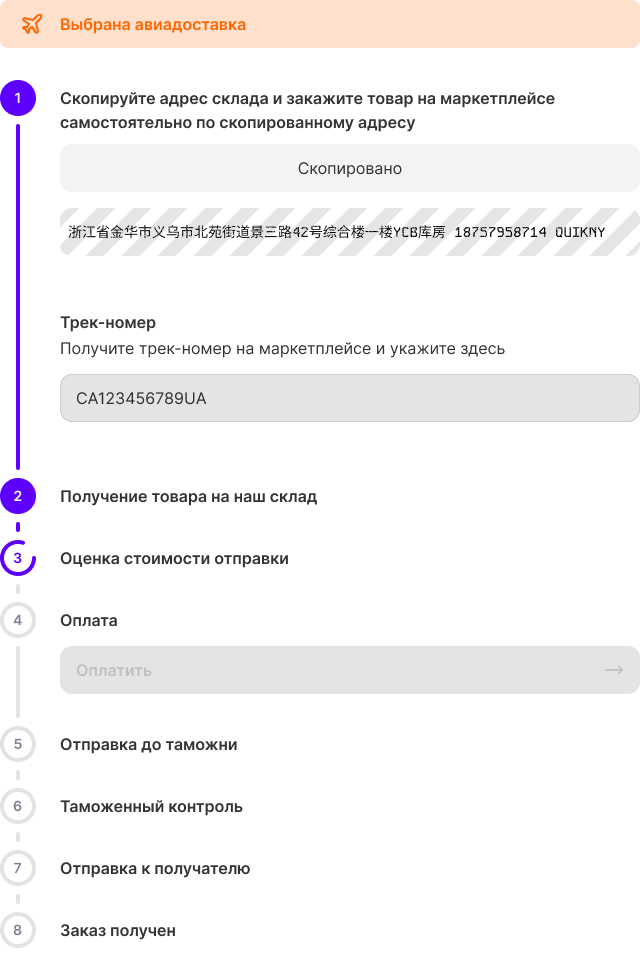 Выбрана авиадоставка
1
Скопируйте адрес склада и закажите товар на маркетплейсе
самостоятельно по скопированному адресу
Скопировано
浙江省金华市义乌市北苑街道景三路42号综合楼一楼YCB库房 18757958714 QUIKNY
Трек-номер
Получите трек-номер на маркетплейсе и укажите здесь
CA123456789UA
2
Получение товара на наш склад
3
Оценка стоимости отправки
4
Оплата
Оплатить →
5
Отправка до таможни
6
Таможенный контроль
7
Отправка к получателю
8
Заказ получен